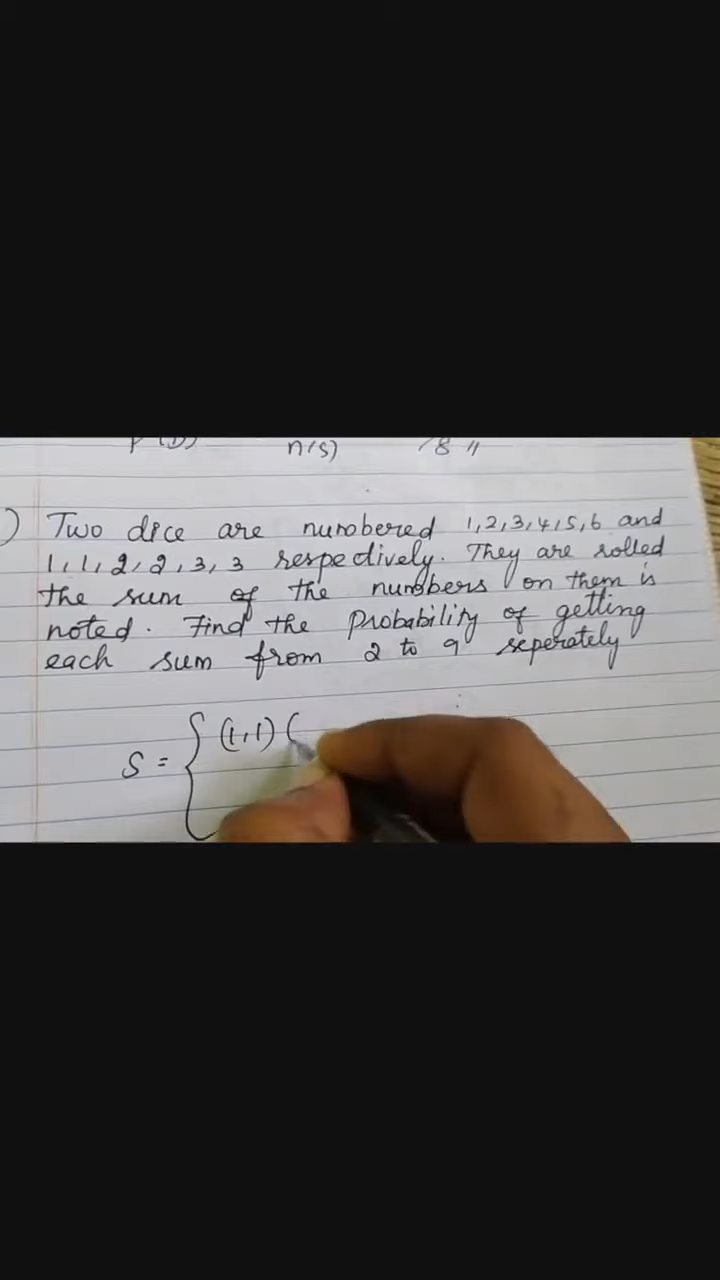 n(S) 18 //
) Two dice are numbered 1,2,3,4,5,6 and
1,1,2,2,3,3 respectively. They are rolled
the sum of the numbers on them is
noted. Find the Probability of getting
each sum from 2 to 9 seperately
S = { (1,1) (